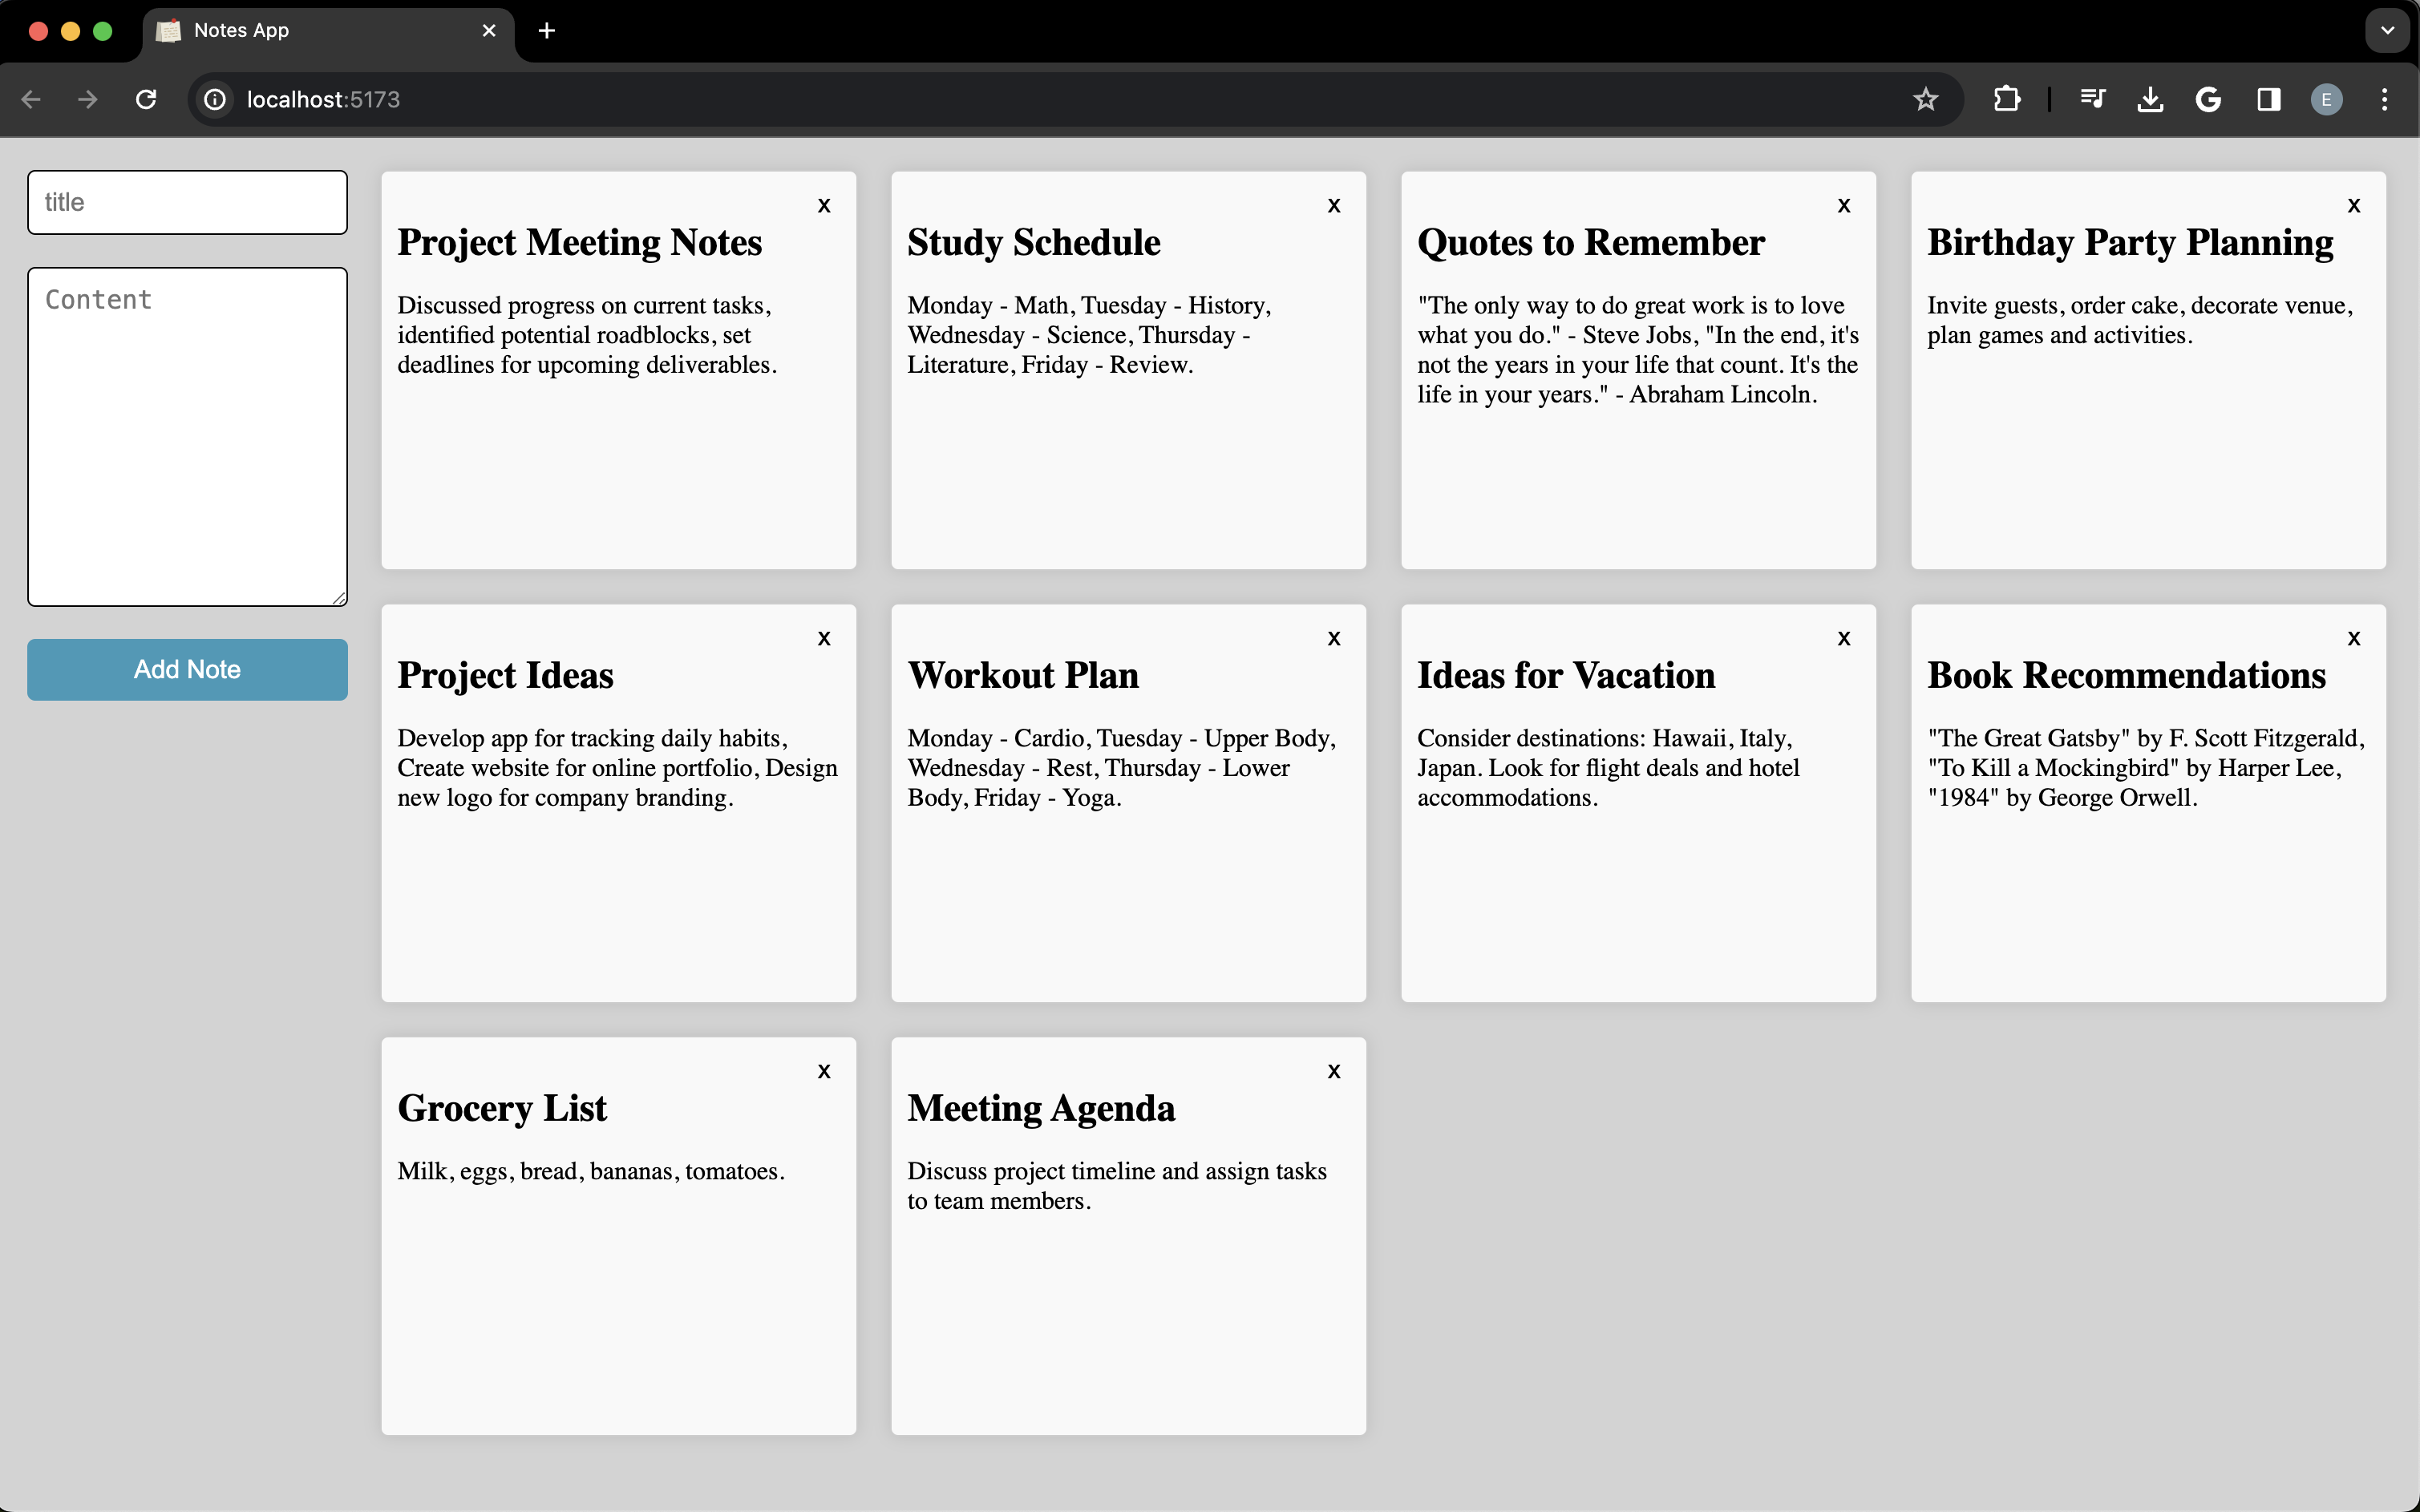 Notes App
localhost:5173
E
title
Content
Add Note
x
Project Meeting Notes
Discussed progress on current tasks,
identified potential roadblocks, set
deadlines for upcoming deliverables.
x
Study Schedule
Monday - Math, Tuesday - History,
Wednesday - Science, Thursday -
Literature, Friday - Review.
x
Quotes to Remember
"The only way to do great work is to love
what you do." - Steve Jobs, "In the end, it's
not the years in your life that count. It's the
life in your years." - Abraham Lincoln.
x
Birthday Party Planning
Invite guests, order cake, decorate venue,
plan games and activities.
x
Project Ideas
Develop app for tracking daily habits,
Create website for online portfolio, Design
new logo for company branding.
x
Workout Plan
Monday - Cardio, Tuesday - Upper Body,
Wednesday - Rest, Thursday - Lower
Body, Friday - Yoga.
x
Ideas for Vacation
Consider destinations: Hawaii, Italy,
Japan. Look for flight deals and hotel
accommodations.
x
Book Recommendations
"The Great Gatsby" by F. Scott Fitzgerald,
"To Kill a Mockingbird" by Harper Lee,
"1984" by George Orwell.
x
Grocery List
Milk, eggs, bread, bananas, tomatoes.
x
Meeting Agenda
Discuss project timeline and assign tasks
to team members.